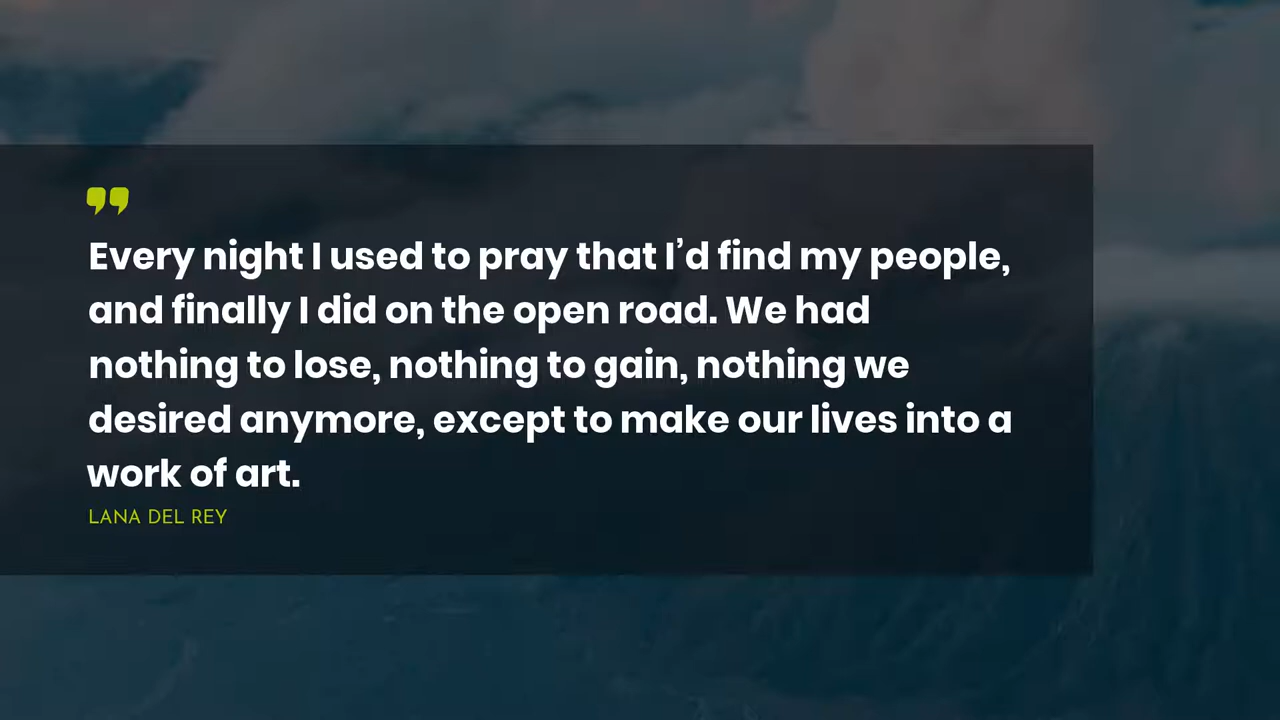 Every night I used to pray that I’d find my people,
and finally I did on the open road. We had
nothing to lose, nothing to gain, nothing we
desired anymore, except to make our lives into a
work of art.
LANA DEL REY